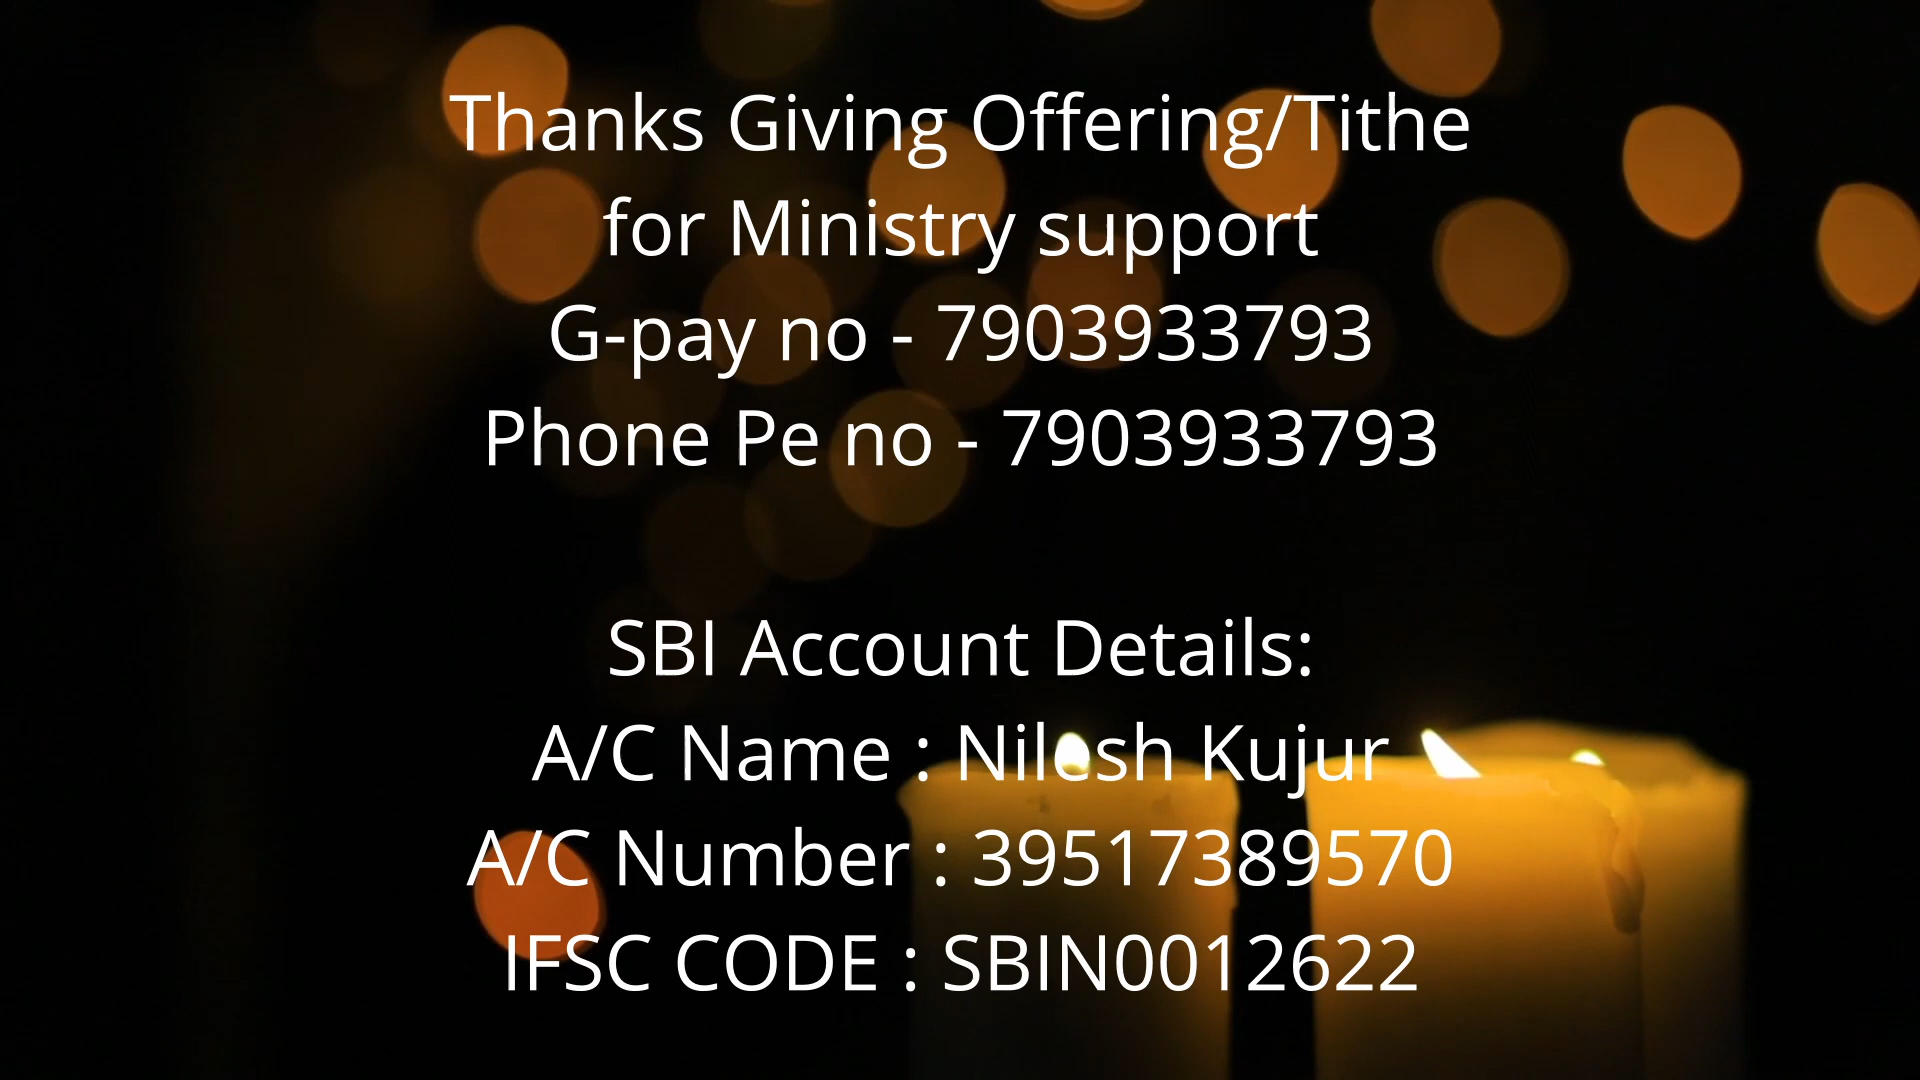 Thanks Giving Offering/Tithe
for Ministry support
G-pay no - 7903933793
Phone Pe no - 7903933793
SBI Account Details:
A/C Name : Nilesh Kujur
A/C Number : 39517389570
IFSC CODE : SBIN0012622